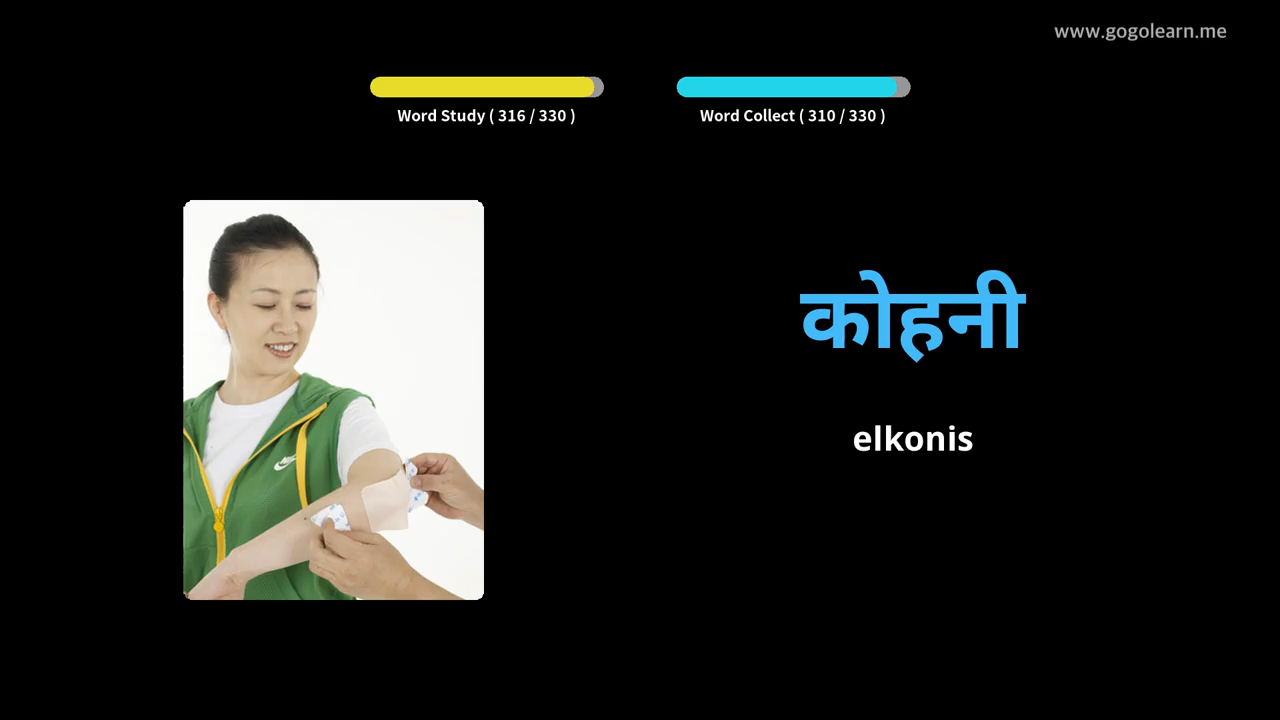 www.gogolearn.me
Word Study ( 316 / 330 )
Word Collect ( 310 / 330 )
कोहनी
elkonis